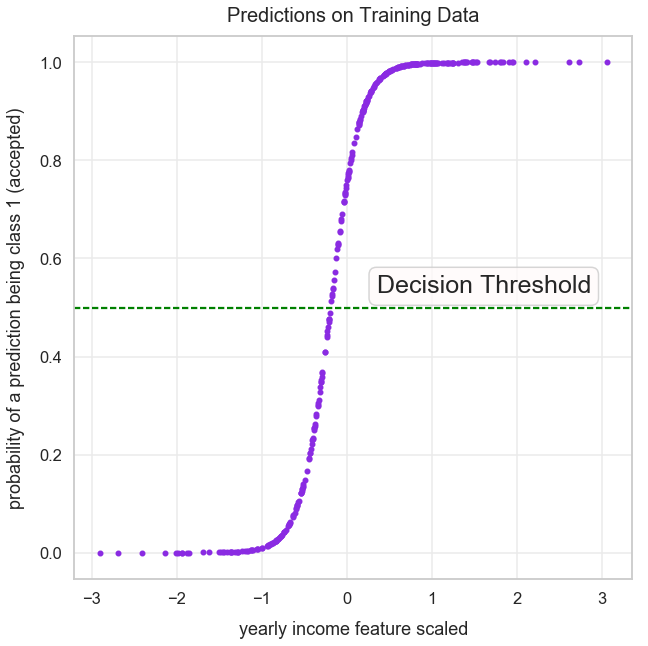 Predictions on Training Data
probability of a prediction being class 1 (accepted)
1.0
0.8
0.6
0.4
0.2
0.0
Decision Threshold
−3 −2 −1 0 1 2 3
yearly income feature scaled